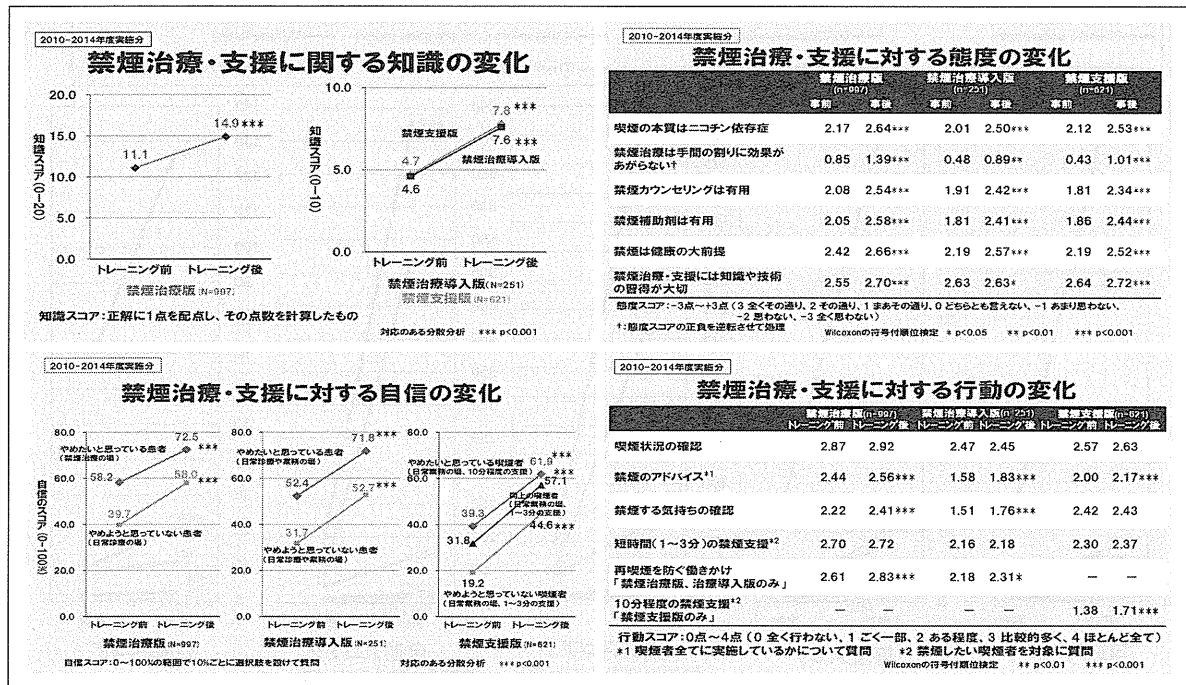 2010-2014年度実施分
禁煙治療・支援に関する知識の変化
知識スコア(0―20)
20.0
15.0
10.0
5.0
0.0
11.1
14.9***
トレーニング前 トレーニング後
禁煙治療版(N=997)
知識スコア(0―10)
10.0
5.0
0.0
7.8***
禁煙支援版
7.6***
4.7
禁煙治療導入版
4.6
トレーニング前 トレーニング後
禁煙治療導入版(N=251)
禁煙支援版(N=621)
知識スコア:正解に1点を配点し、その点数を計算したもの
対応のある分散分析 *** p<0.001
2010-2014年度実施分
禁煙治療・支援に対する態度の変化
禁煙治療版(n=997) 禁煙治療導入版(n=251) 禁煙支援版(n=621)
事前 事後 事前 事後 事前 事後
喫煙の本質はニコチン依存症 2.17 2.64*** 2.01 2.50*** 2.12 2.53***
禁煙治療は手間の割りに効果が
あがらない† 0.85 1.39*** 0.48 0.89** 0.43 1.01***
禁煙カウンセリングは有用 2.08 2.54*** 1.91 2.42*** 1.81 2.34***
禁煙補助剤は有用 2.05 2.58*** 1.81 2.41*** 1.86 2.44***
禁煙は健康の大前提 2.42 2.66*** 2.19 2.57*** 2.19 2.52***
禁煙治療・支援には知識や技術
の習得が大切 2.55 2.70*** 2.63 2.63* 2.64 2.72***
態度スコア:-3点~+3点(3 全くその通り、2 その通り、1 まあその通り、0 どちらとも言えない、-1 あまり思わない、
-2 思わない、-3 全く思わない)
†:態度スコアの正負を逆転させて処理
Wilcoxonの符号付順位検定 * p<0.05 ** p<0.01 *** p<0.001
2010-2014年度実施分
禁煙治療・支援に対する自信の変化
自信のスコア(0-100%)
80.0
60.0
40.0
20.0
0.0
やめたいと思っている患者
(禁煙治療の場)
72.5
***
58.2
58.0
***
39.7
やめようと思っていない患者
(日常診療の場)
トレーニング前 トレーニング後
禁煙治療版(N=997)
80.0
60.0
40.0
20.0
0.0
71.8***
やめたいと思っている患者
(日常診療や業務の場)
52.4
52.7***
31.7
やめようと思っていない患者
(日常診療や業務の場)
トレーニング前 トレーニング後
禁煙治療導入版(N=251)
80.0
60.0
40.0
20.0
0.0
やめたいと思っている喫煙者
(日常業務の場、10分程度の支援)
61.9
***
***
57.1
同上の喫煙者
(日常業務の場、
1~3分の支援)
39.3
44.6***
31.8
19.2
やめようと思っていない喫煙者
(日常業務の場、1~3分の支援)
トレーニング前 トレーニング後
禁煙支援版(N=621)
自信スコア:0~100%の範囲で10%ごとに選択肢を設けて質問
対応のある分散分析 *** p<0.001
2010-2014年度実施分
禁煙治療・支援に対する行動の変化
禁煙治療版(n=997) 禁煙治療導入版(n=251) 禁煙支援版(n=621)
トレーニング前 トレーニング後 トレーニング前 トレーニング後 トレーニング前 トレーニング後
喫煙状況の確認 2.87 2.92 2.47 2.45 2.57 2.63
禁煙のアドバイス*1 2.44 2.56*** 1.58 1.83*** 2.00 2.17***
禁煙する気持ちの確認 2.22 2.41*** 1.51 1.76*** 2.42 2.43
短時間(1~3分)の禁煙支援*2 2.70 2.72 2.16 2.18 2.30 2.37
再喫煙を防ぐ働きかけ
「禁煙治療版、治療導入版のみ」 2.61 2.83*** 2.18 2.31* ― ―
10分程度の禁煙支援*2
「禁煙支援版のみ」 ― ― ― ― 1.38 1.71***
行動スコア:0点~4点(0 全く行わない、1 ごく一部、2 ある程度、3 比較的多く、4 ほとんど全て)
*1 喫煙者全てに実施しているかについて質問 *2 禁煙したい喫煙者を対象に質問
Wilcoxonの符号付順位検定 ** p<0.01 *** p<0.001